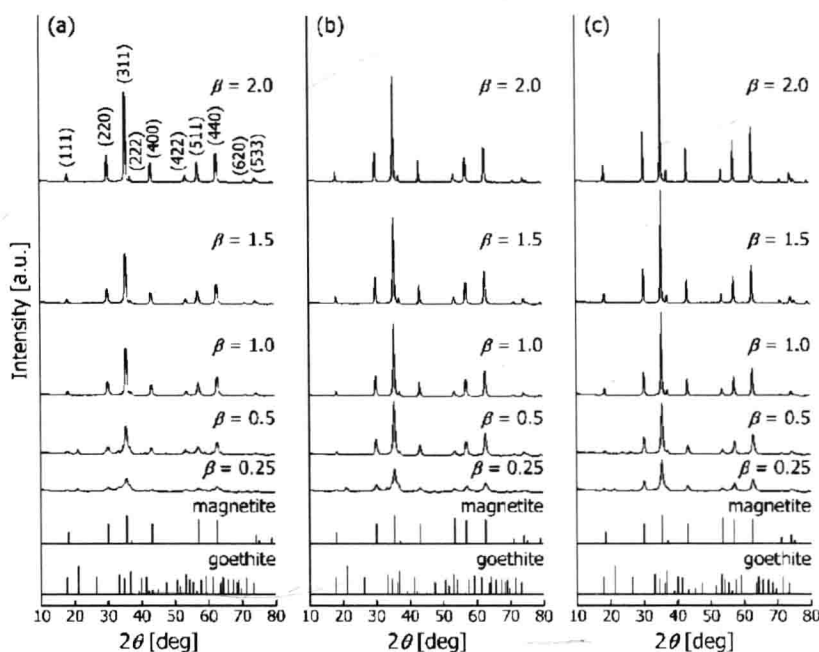 (a)
(111)
(220)
(311)
(222)
(400)
(422)
(511)
(440)
(620)
(533)
β = 2.0
β = 1.5
β = 1.0
β = 0.5
β = 0.25
magnetite
goethite
10 20 30 40 50 60 70 80
2θ [deg]
Intensity [a.u.]
(b)
β = 2.0
β = 1.5
β = 1.0
β = 0.5
β = 0.25
magnetite
goethite
10 20 30 40 50 60 70 80
2θ [deg]
(c)
β = 2.0
β = 1.5
β = 1.0
β = 0.5
β = 0.25
magnetite
goethite
10 20 30 40 50 60 70 80
2θ [deg]